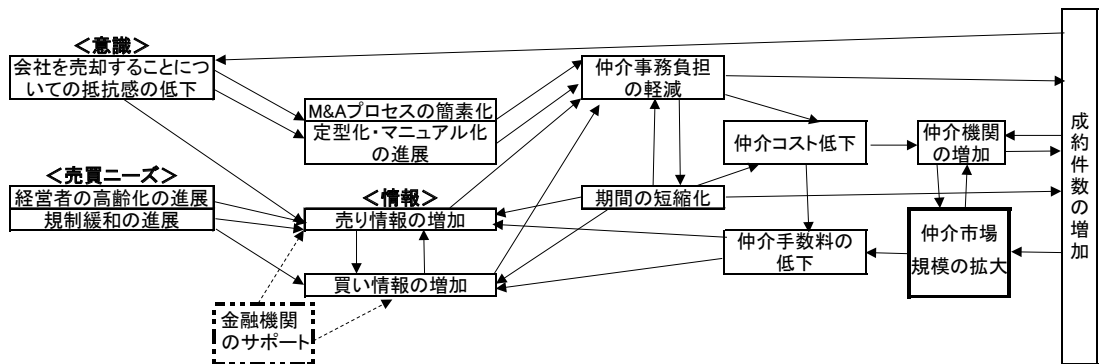 ＜意識＞
会社を売却することにつ
いての抵抗感の低下
M&Aプロセスの簡素化
定型化・マニュアル化
の進展
仲介事務負担
の軽減
仲介コスト低下
仲介機関
の増加
成約件数の増加
＜売買ニーズ＞
経営者の高齢化の進展
規制緩和の進展
＜情報＞
売り情報の増加
期間の短縮化
仲介手数料の
低下
仲介市場
規模の拡大
買い情報の増加
金融機関
のサポート